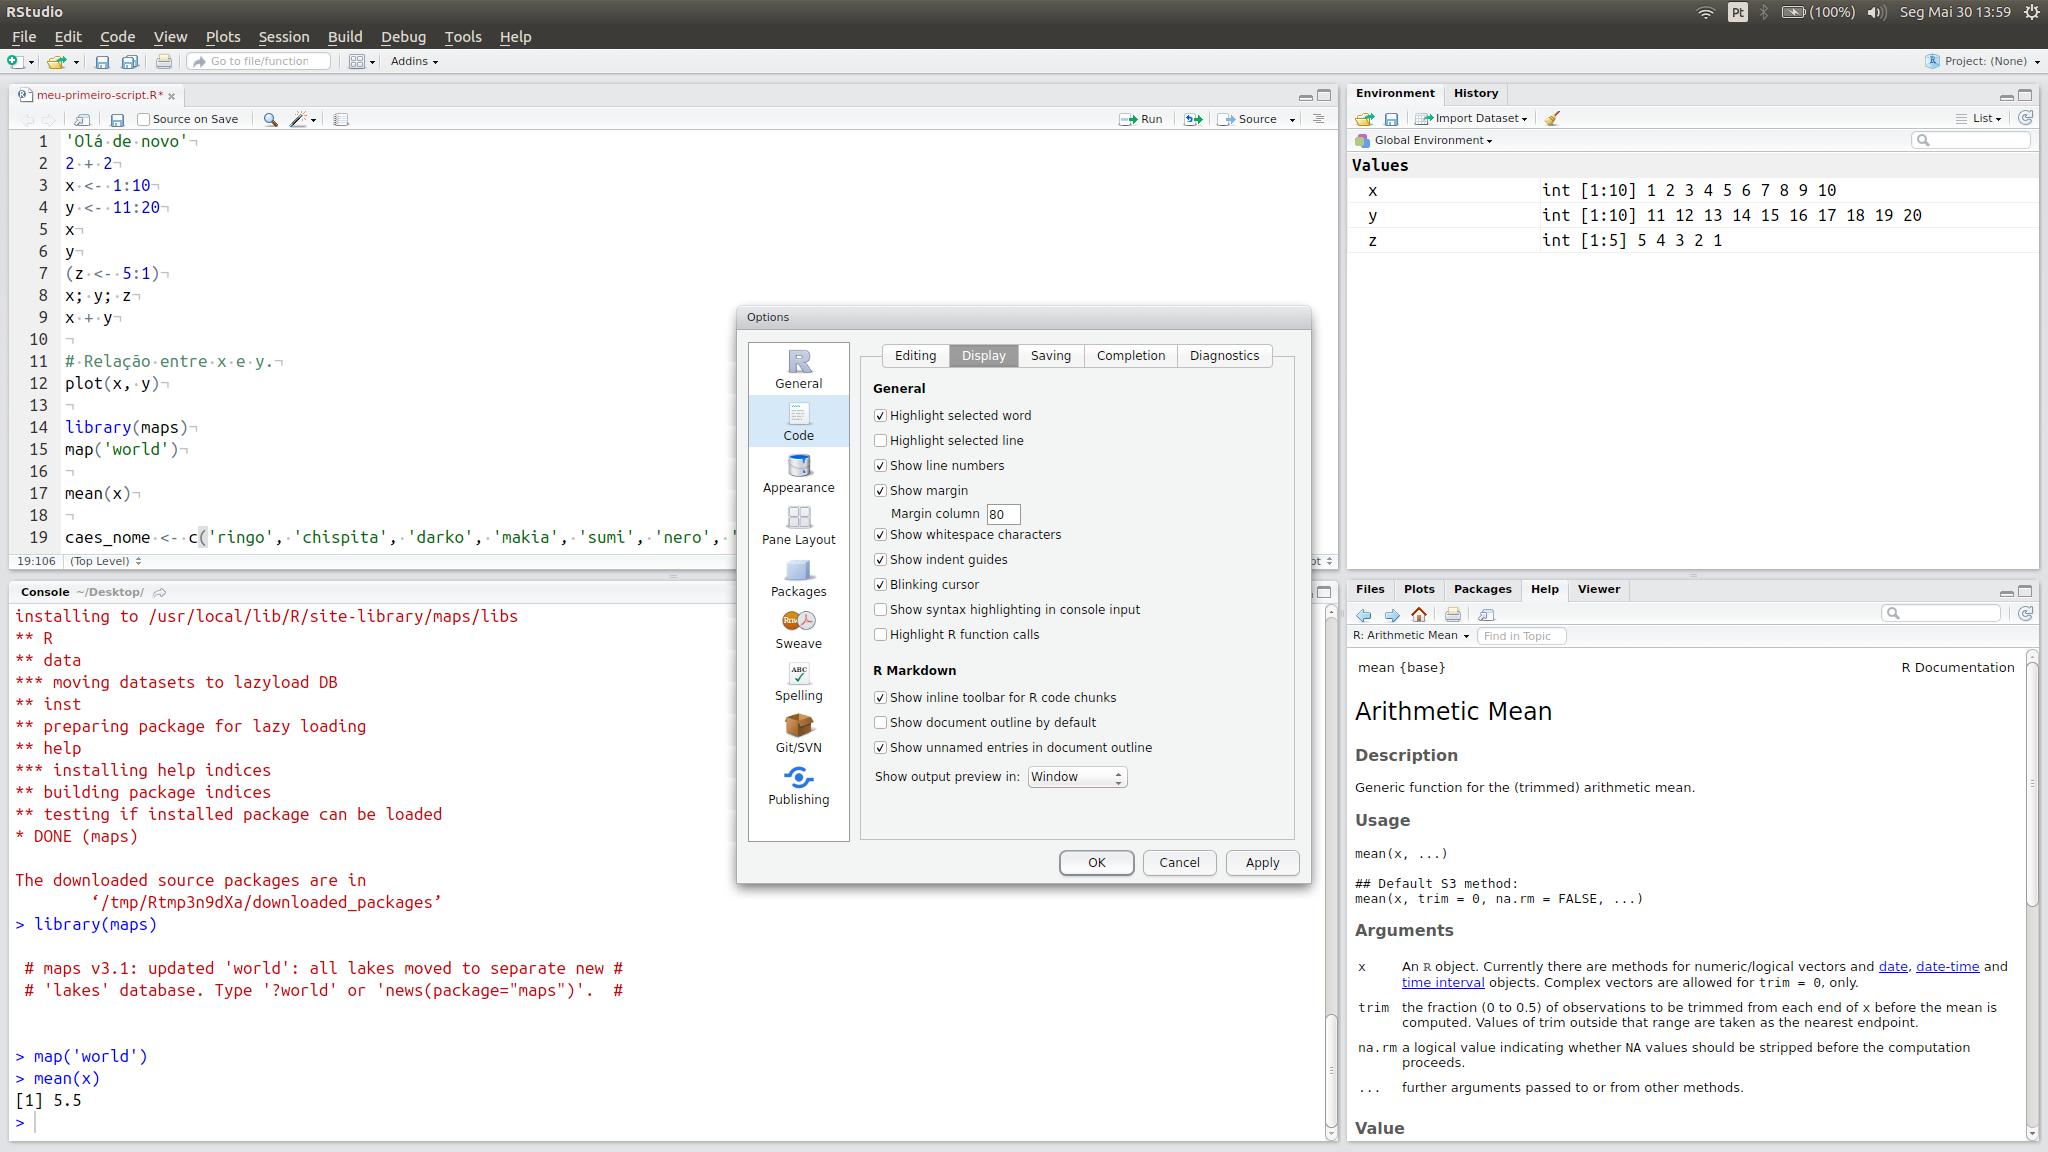 RStudio
Pt (100%) Seg Mai 30 13:59
File Edit Code View Plots Session Build Debug Tools Help
Go to file/function Addins Project: (None)
meu-primeiro-script.R*
Source on Save Run Source
1 'Olá de novo'
2 2 + 2
3 x <- 1:10
4 y <- 11:20
5 x
6 y
7 (z <- 5:1)
8 x; y; z
9 x + y
10
11 # Relação entre x e y.
12 plot(x, y)
13
14 library(maps)
15 map('world')
16
17 mean(x)
18
19 caes_nome <- c('ringo', 'chispita', 'darko', 'makia', 'sumi', 'nero', '
19:106 (Top Level)
Console ~/Desktop/
installing to /usr/local/lib/R/site-library/maps/libs
** R
** data
*** moving datasets to lazyload DB
** inst
** preparing package for lazy loading
** help
*** installing help indices
** building package indices
** testing if installed package can be loaded
* DONE (maps)
The downloaded source packages are in
‘/tmp/Rtmp3n9dXa/downloaded_packages’
> library(maps)
# maps v3.1: updated 'world': all lakes moved to separate new #
# 'lakes' database. Type '?world' or 'news(package="maps")'. #
> map('world')
> mean(x)
[1] 5.5
>
Options
General
Code
Appearance
Pane Layout
Packages
Rnw
Sweave
ABC
Spelling
Git/SVN
Publishing
Editing Display Saving Completion Diagnostics
General
Highlight selected word
Highlight selected line
Show line numbers
Show margin
Margin column 80
Show whitespace characters
Show indent guides
Blinking cursor
Show syntax highlighting in console input
Highlight R function calls
R Markdown
Show inline toolbar for R code chunks
Show document outline by default
Show unnamed entries in document outline
Show output preview in: Window
OK Cancel Apply
Environment History
Import Dataset List
Global Environment
Values
x int [1:10] 1 2 3 4 5 6 7 8 9 10
y int [1:10] 11 12 13 14 15 16 17 18 19 20
z int [1:5] 5 4 3 2 1
Files Plots Packages Help Viewer
R: Arithmetic Mean Find in Topic
mean {base} R Documentation
Arithmetic Mean
Description
Generic function for the (trimmed) arithmetic mean.
Usage
mean(x, ...)
## Default S3 method:
mean(x, trim = 0, na.rm = FALSE, ...)
Arguments
x An R object. Currently there are methods for numeric/logical vectors and date, date-time and
time interval objects. Complex vectors are allowed for trim = 0, only.
trim the fraction (0 to 0.5) of observations to be trimmed from each end of x before the mean is
computed. Values of trim outside that range are taken as the nearest endpoint.
na.rm a logical value indicating whether NA values should be stripped before the computation
proceeds.
... further arguments passed to or from other methods.
Value